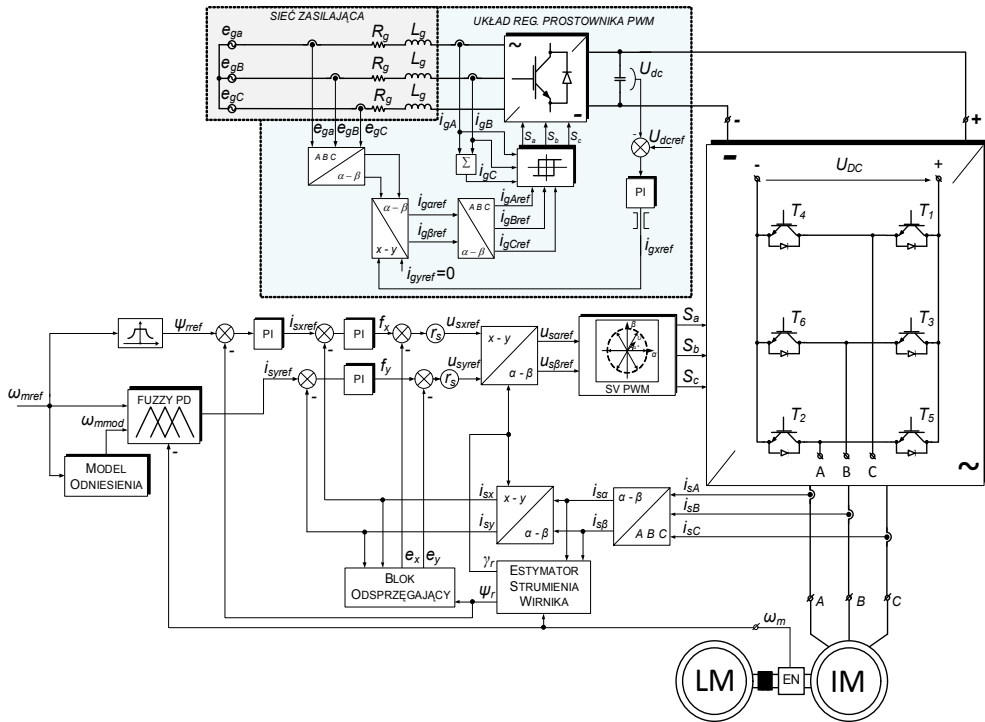 SIEĆ ZASILAJĄCA
UKŁAD REG. PROSTOWNIKA PWM
e_ga
R_g
L_g
e_gB
R_g
L_g
e_gC
R_g
L_g
~
-
U_dc
i_gA
i_gB
e_ga
e_gB
e_gC
S_a
S_b
S_c
-
U_dcref
Σ
i_gC
A B C
α – β
PI
α – β
x - y
i_gαref
i_gβref
A B C
α – β
i_gAref
i_gBref
i_gCref
i_gxref
i_gyref=0
-
+
-
-
U_DC
+
T_4
T_1
T_6
T_3
T_2
T_5
A
B
C
~
ψ_rref
-
PI
i_sxref
-
PI
f_x
-
r_s
u_sxref
x - y
α - β
u_sαref
u_sβref
β
α
SV PWM
S_a
S_b
S_c
i_syref
-
PI
f_y
-
r_s
u_syref
ω_mref
ω_mmod
FUZZY PD
-
MODEL
ODNIESIENIA
i_sx
i_sy
x - y
α - β
i_sα
i_sβ
α - β
A B C
i_sA
i_sB
i_sC
e_x
e_y
BLOK
ODSPRZĘGAJĄCY
γ_r
ψ_r
ESTYMATOR
STRUMIENIA
WIRNIKA
A
B
C
ω_m
LM
EN
IM